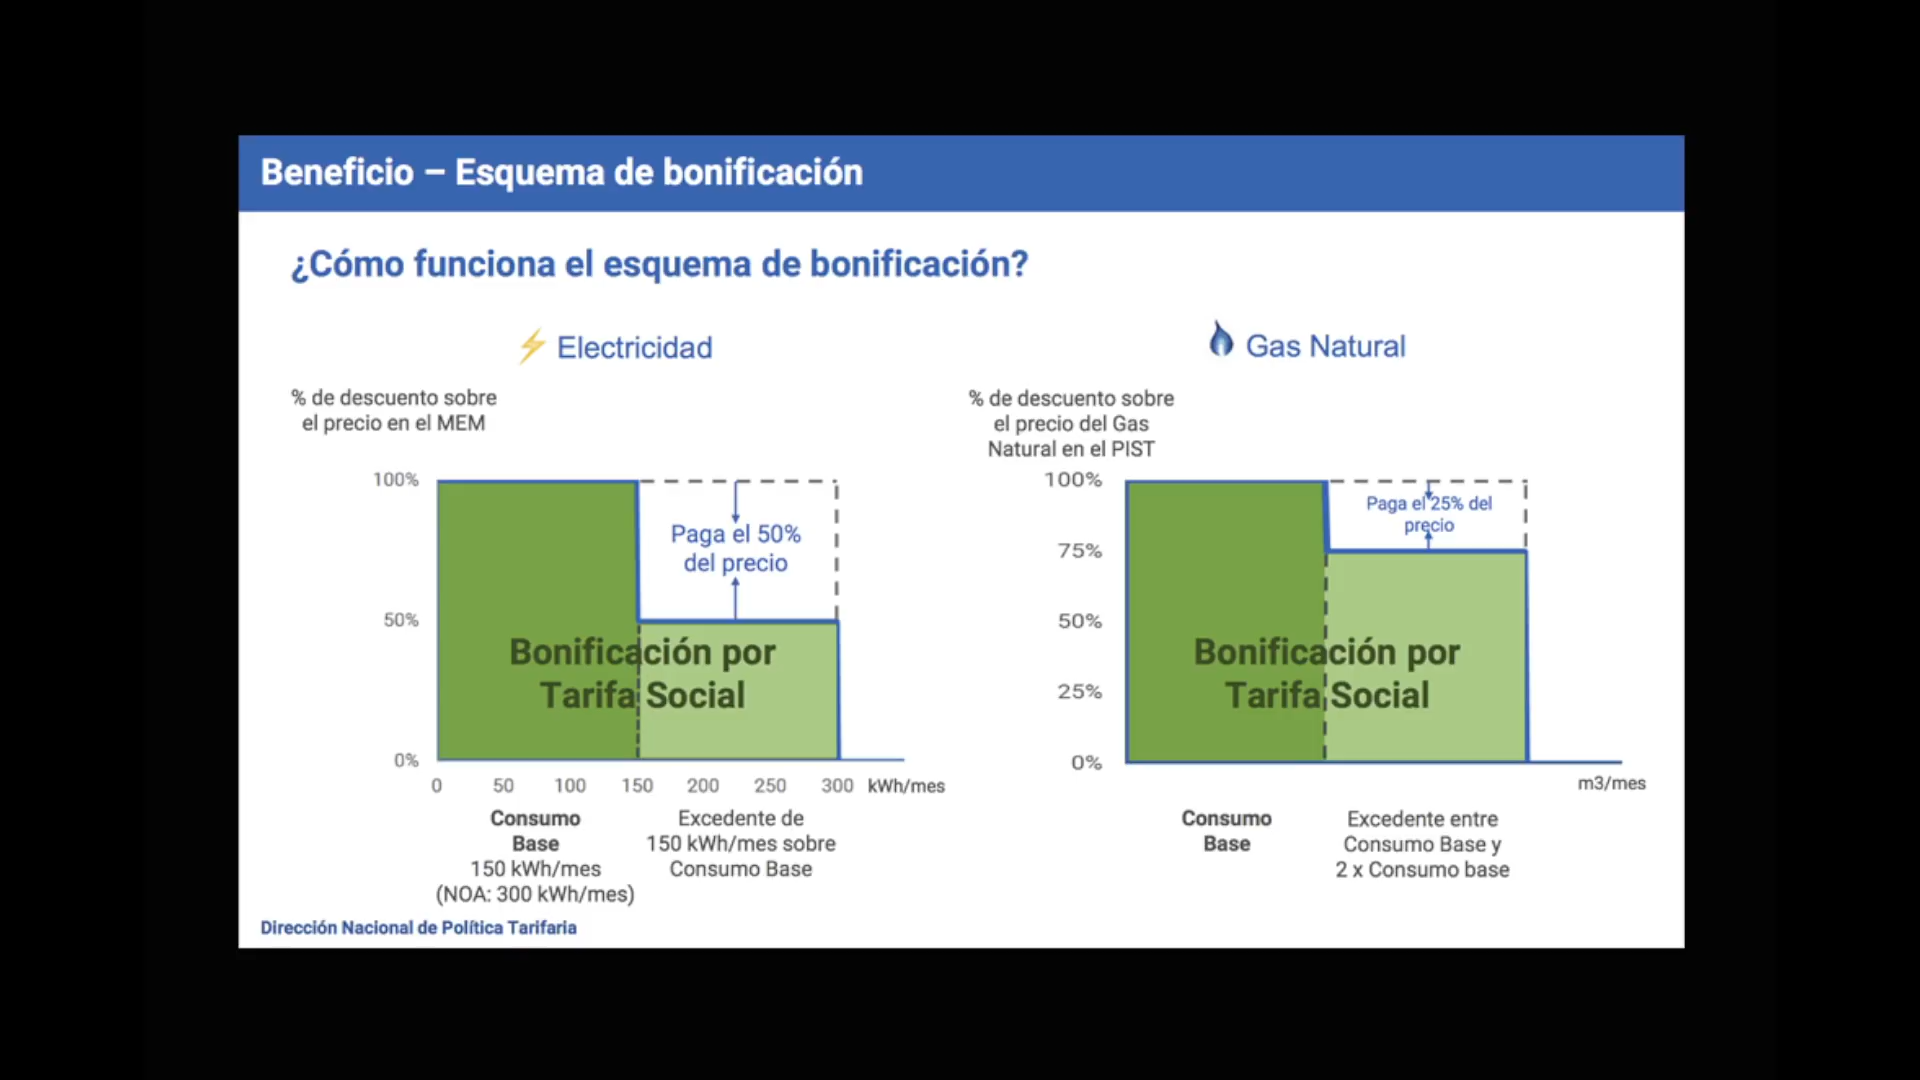 Beneficio – Esquema de bonificación
¿Cómo funciona el esquema de bonificación?
Electricidad
% de descuento sobre
el precio en el MEM
100%
50%
0%
Paga el 50%
del precio
Bonificación por
Tarifa Social
0 50 100 150 200 250 300 kWh/mes
Consumo
Base
150 kWh/mes
(NOA: 300 kWh/mes)
Excedente de
150 kWh/mes sobre
Consumo Base
Gas Natural
% de descuento sobre
el precio del Gas
Natural en el PIST
100%
75%
50%
25%
0%
Paga el 25% del
precio
Bonificación por
Tarifa Social
m3/mes
Consumo
Base
Excedente entre
Consumo Base y
2 x Consumo base
Dirección Nacional de Política Tarifaria